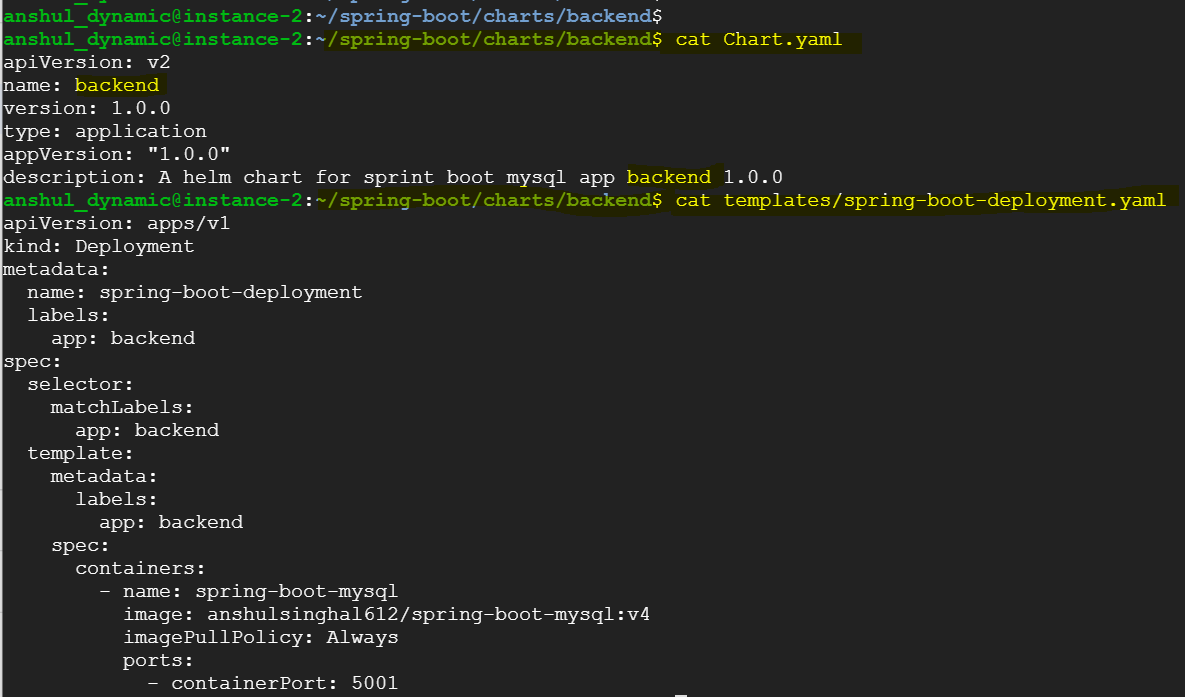 anshul_dynamic@instance-2:~/spring-boot/charts/backend$
anshul_dynamic@instance-2:~/spring-boot/charts/backend$ cat Chart.yaml
apiVersion: v2
name: backend
version: 1.0.0
type: application
appVersion: "1.0.0"
description: A helm chart for sprint boot mysql app backend 1.0.0
anshul_dynamic@instance-2:~/spring-boot/charts/backend$ cat templates/spring-boot-deployment.yaml
apiVersion: apps/v1
kind: Deployment
metadata:
  name: spring-boot-deployment
  labels:
    app: backend
spec:
  selector:
    matchLabels:
      app: backend
  template:
    metadata:
      labels:
        app: backend
    spec:
      containers:
        - name: spring-boot-mysql
          image: anshulsinghal612/spring-boot-mysql:v4
          imagePullPolicy: Always
          ports:
            - containerPort: 5001